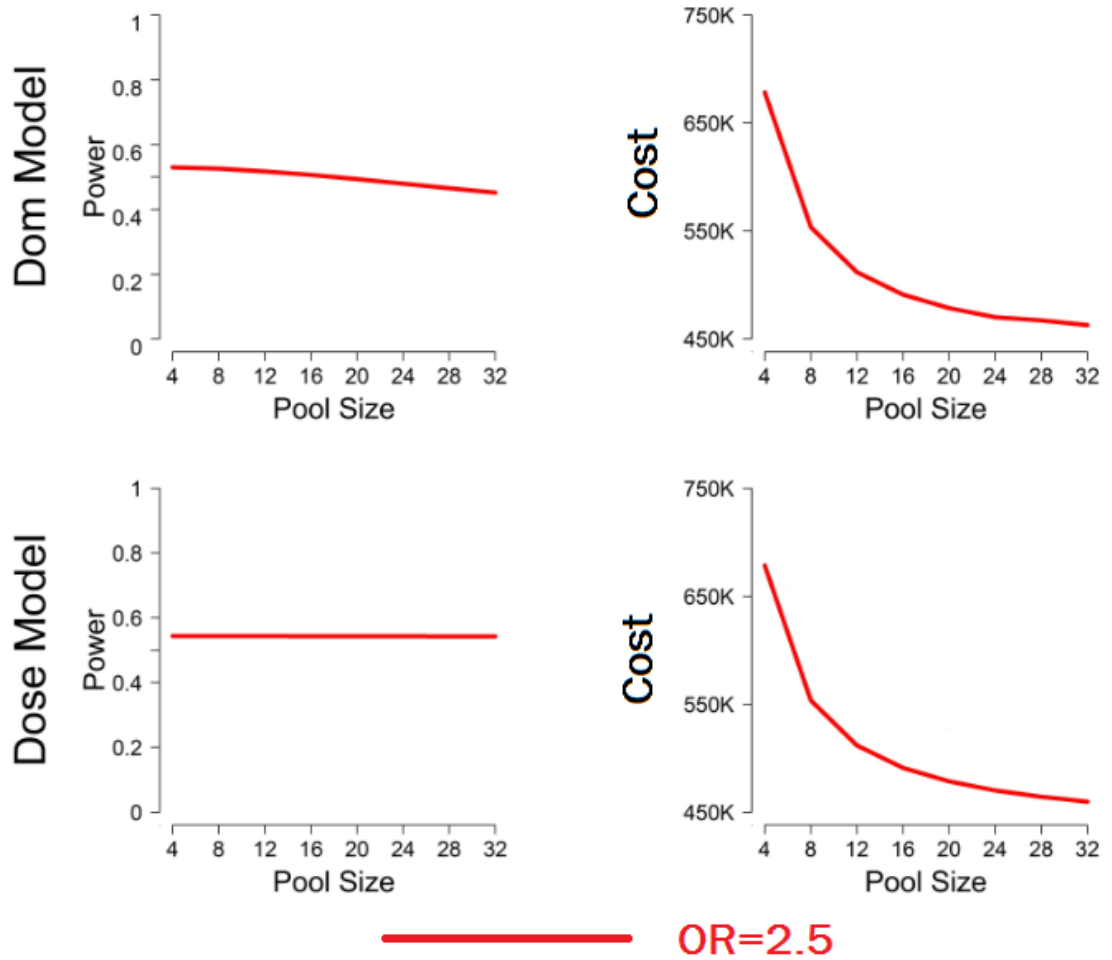 Dom Model
Power
1
0.8
0.6
0.4
0.2
0
4 8 12 16 20 24 28 32
Pool Size
Cost
750K
650K
550K
450K
4 8 12 16 20 24 28 32
Pool Size
Dose Model
Power
1
0.8
0.6
0.4
0.2
0
4 8 12 16 20 24 28 32
Pool Size
Cost
750K
650K
550K
450K
4 8 12 16 20 24 28 32
Pool Size
OR=2.5